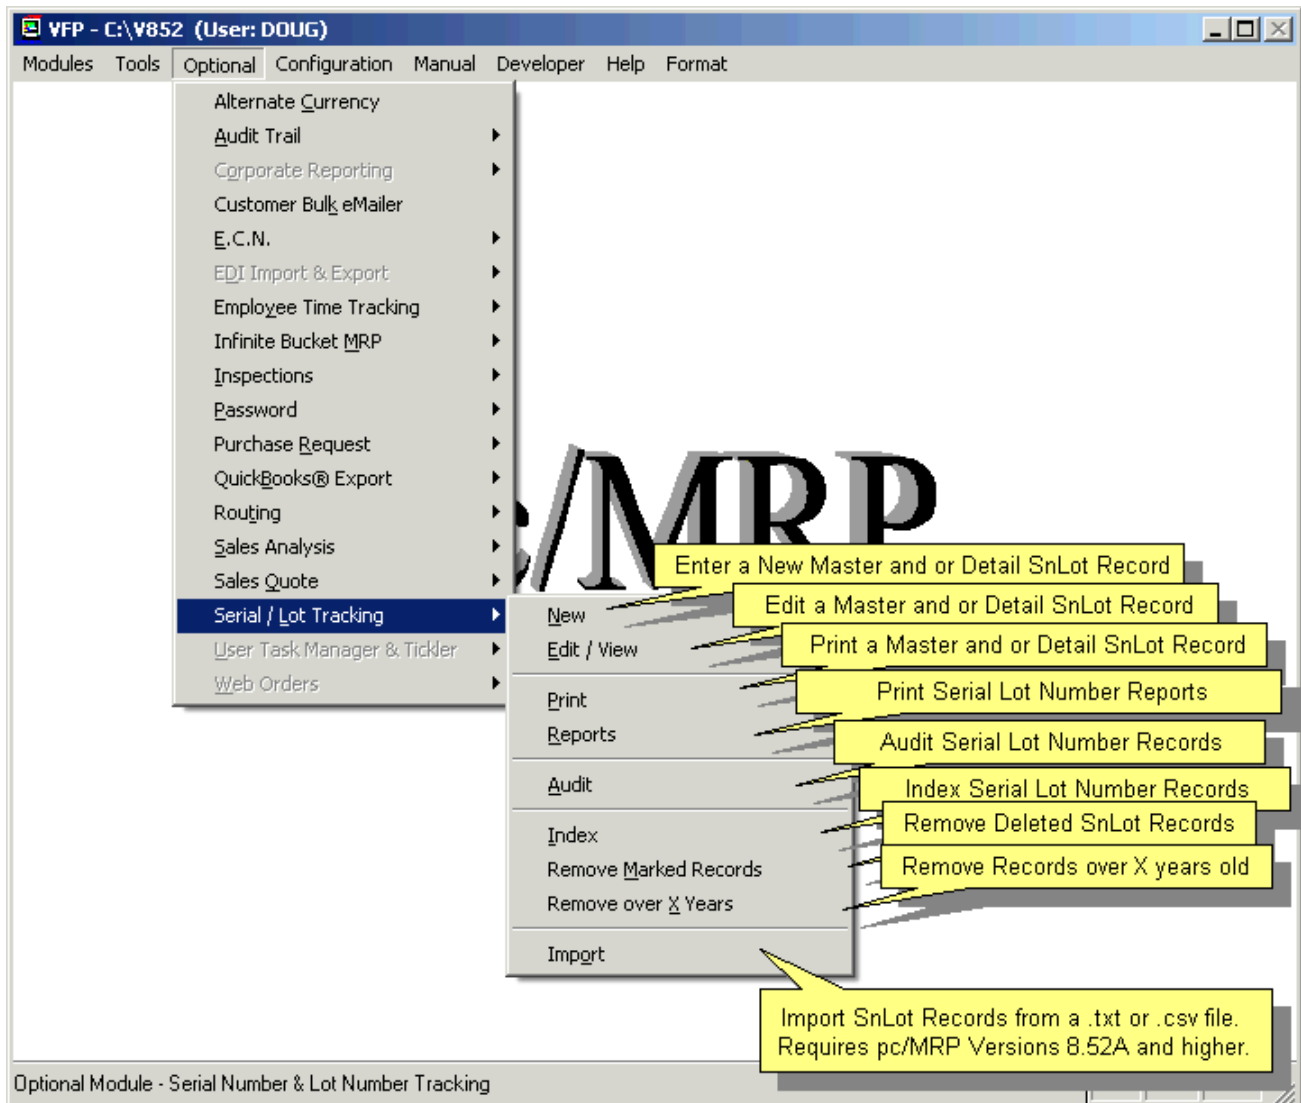 VFP - C:\V852 (User: DOUG)
Modules Tools Optional Configuration Manual Developer Help Format
Alternate Currency
Audit Trail
Corporate Reporting
Customer Bulk eMailer
E.C.N.
EDI Import & Export
Employee Time Tracking
Infinite Bucket MRP
Inspections
Password
Purchase Request
QuickBooks® Export
Routing
Sales Analysis
Sales Quote
Serial / Lot Tracking
User Task Manager & Tickler
Web Orders
/MRP
New
Edit / View
Print
Reports
Audit
Index
Remove Marked Records
Remove over X Years
Import
Enter a New Master and or Detail SnLot Record
Edit a Master and or Detail SnLot Record
Print a Master and or Detail SnLot Record
Print Serial Lot Number Reports
Audit Serial Lot Number Records
Index Serial Lot Number Records
Remove Deleted SnLot Records
Remove Records over X years old
Import SnLot Records from a .txt or .csv file.
Requires pc/MRP Versions 8.52A and higher.
Optional Module - Serial Number & Lot Number Tracking